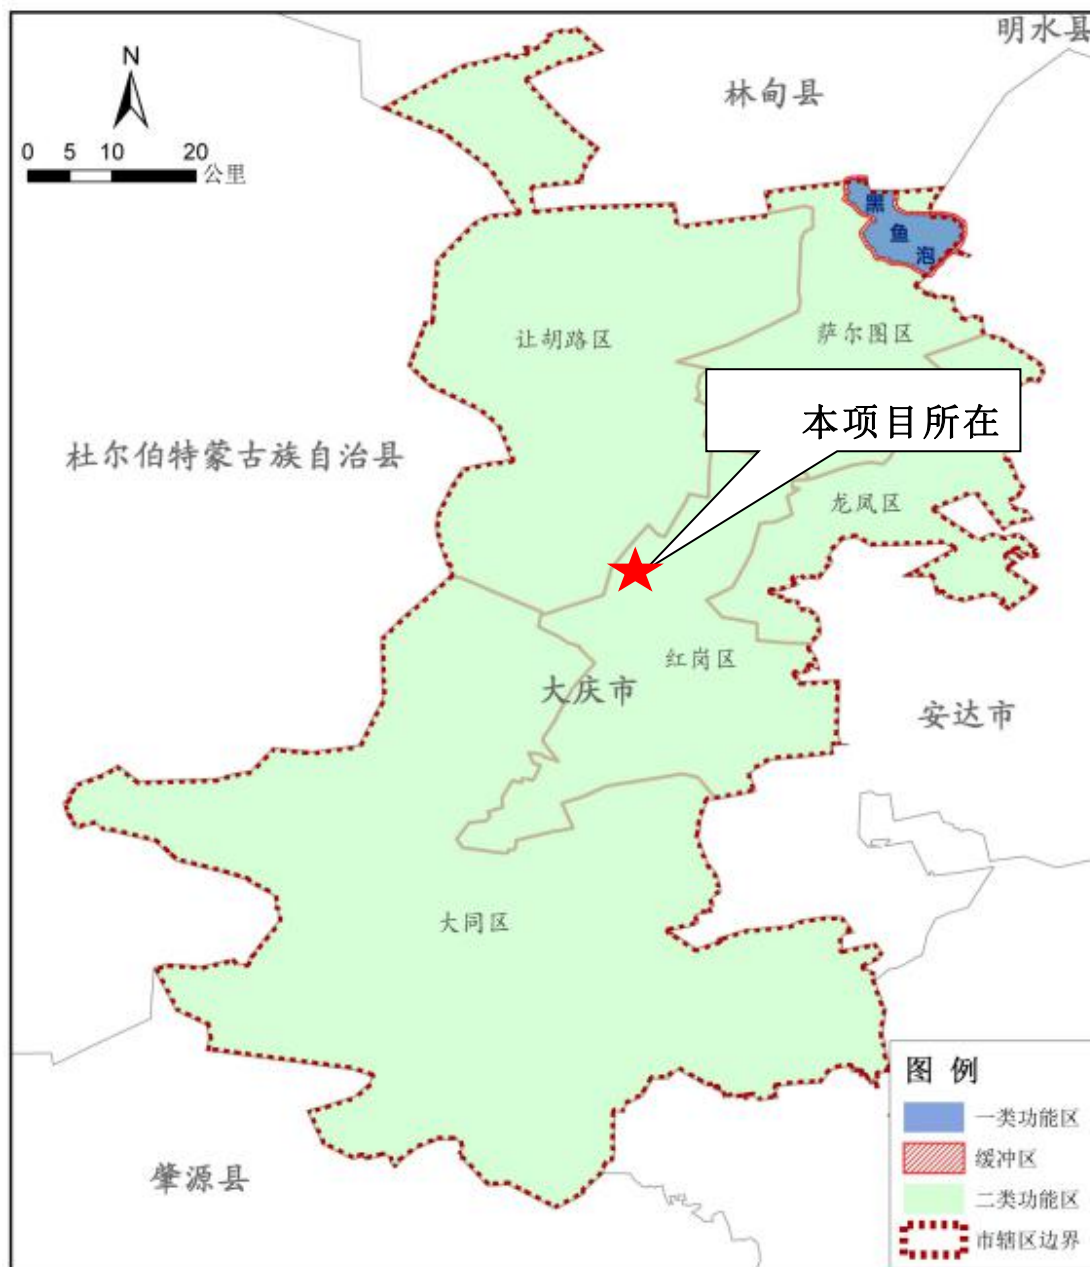 明水县
N
林甸县
0 5 10 20
公里
黑
鱼
泡
让胡路区
萨尔图区
本项目所在
杜尔伯特蒙古族自治县
龙凤区
红岗区
大庆市
安达市
大同区
肇源县
图 例
一类功能区
缓冲区
二类功能区
市辖区边界